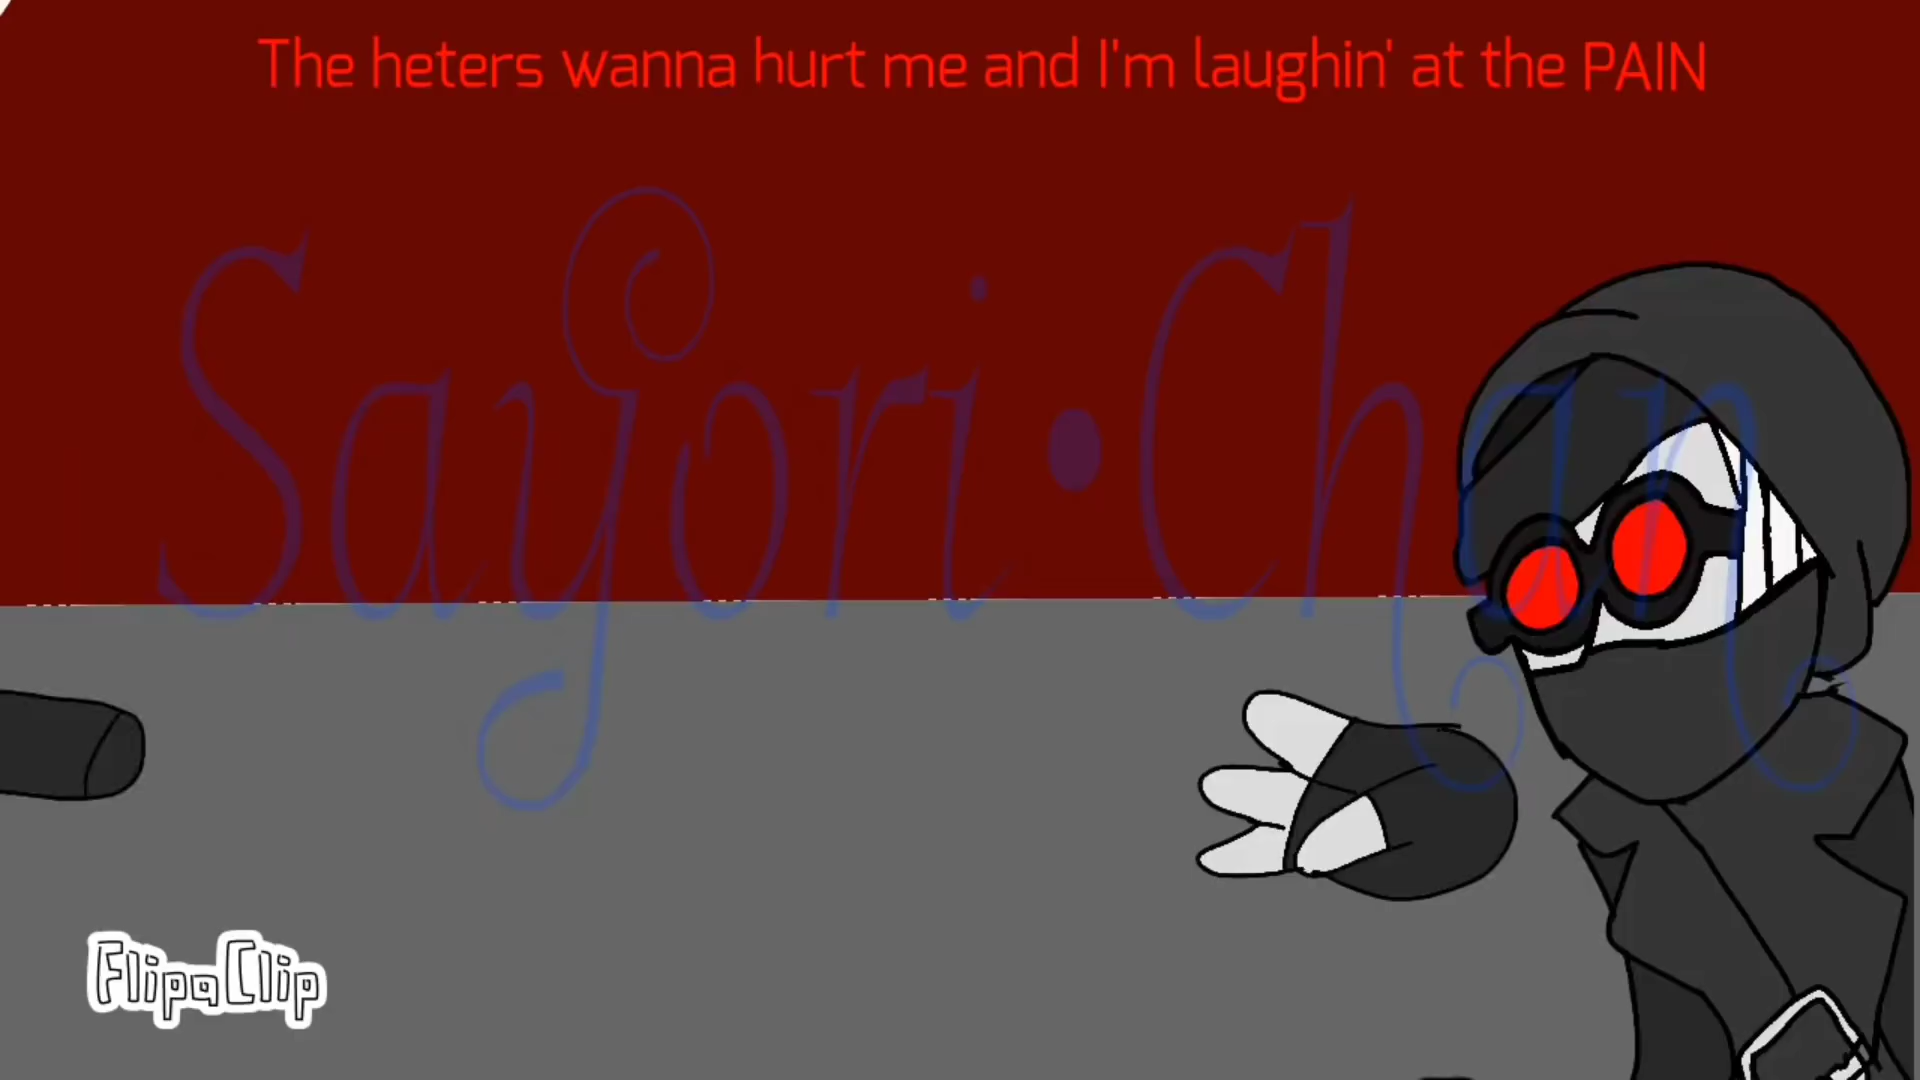 The heters wanna hurt me and I'm laughin' at the PAIN
Sayori•Chan
FlipaClip